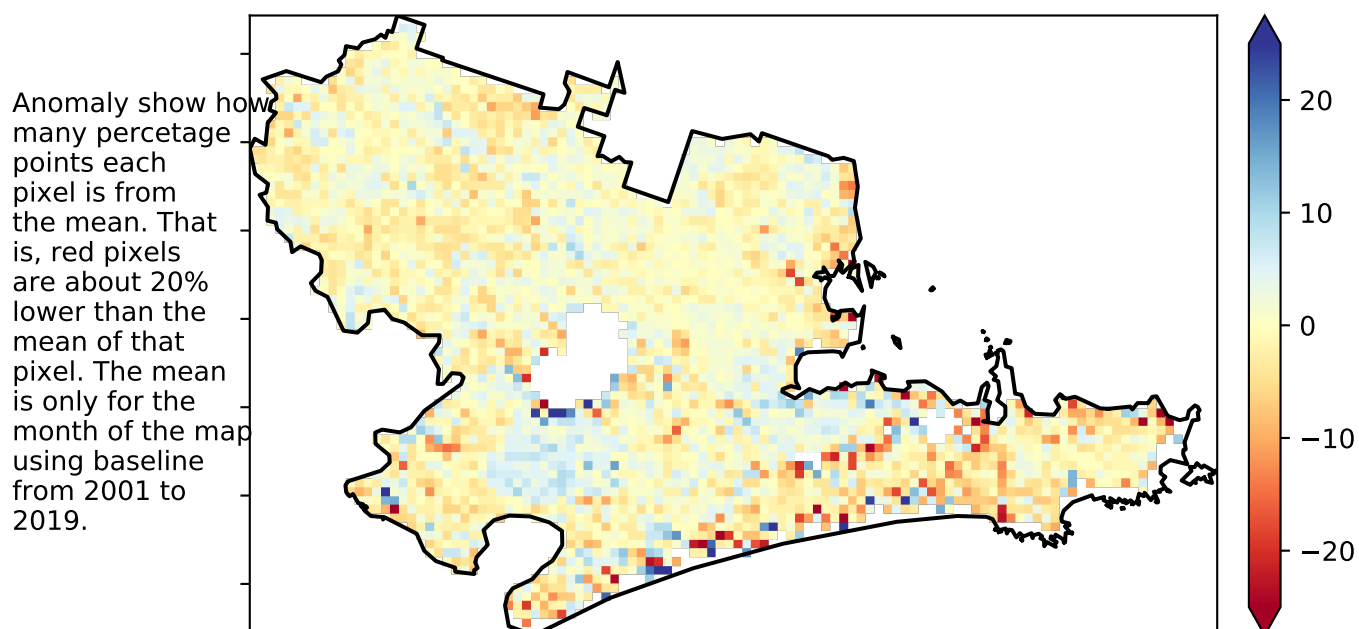 Anomaly show how
many percetage
points each
pixel is from
the mean. That
is, red pixels
are about 20%
lower than the
mean of that
pixel. The mean
is only for the
month of the map
using baseline
from 2001 to
2019.
20
10
0
−10
−20